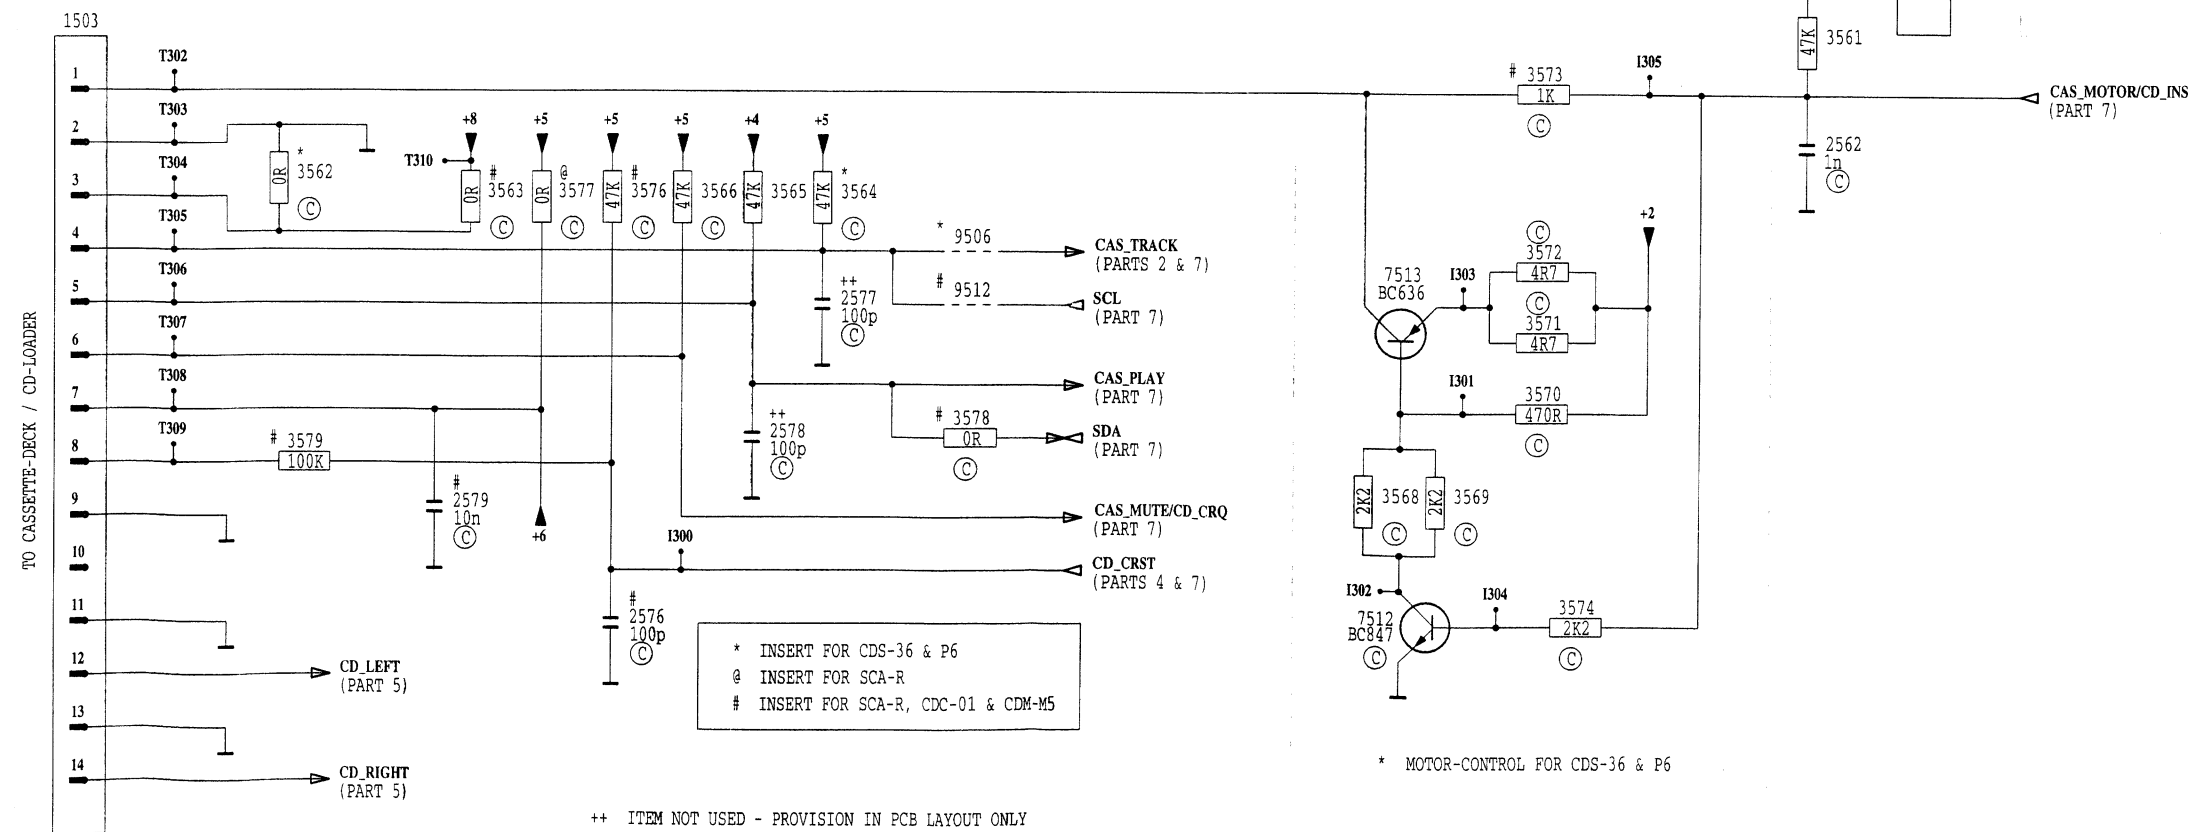 1503
TO CASSETTE-DECK / CD-LOADER
1
T302
2
T303
3
T304
4
T305
5
T306
6
T307
7
T308
8
T309
9
10
11
12
13
14
*
3562
0R
C
# 3579
100K
T310
+8
#
3563
0R
C
+5
@
3577
0R
C
+5
#
3576
47K
C
+5
3566
47K
C
+4
3565
47K
+5
*
3564
47K
C
* 9506
CAS_TRACK
(PARTS 2 & 7)
# 9512
SCL
(PART 7)
++
2577
100p
C
CAS_PLAY
(PART 7)
# 3578
0R
C
SDA
(PART 7)
++
2578
100p
C
#
2579
10n
C
+6
CAS_MUTE/CD_CRQ
(PART 7)
I300
CD_CRST
(PARTS 4 & 7)
#
2576
100p
C
CD_LEFT
(PART 5)
CD_RIGHT
(PART 5)
* INSERT FOR CDS-36 & P6
@ INSERT FOR SCA-R
# INSERT FOR SCA-R, CDC-01 & CDM-M5
++ ITEM NOT USED - PROVISION IN PCB LAYOUT ONLY
# 3573
1K
C
I305
47K
3561
CAS_MOTOR/CD_INS
(PART 7)
2562
1n
C
+2
C
3572
4R7
C
3571
4R7
7513
BC636
I303
I301
3570
470R
C
2K2
3568
C
2K2
3569
C
I302
7512
BC847
C
I304
3574
2K2
C
* MOTOR-CONTROL FOR CDS-36 & P6